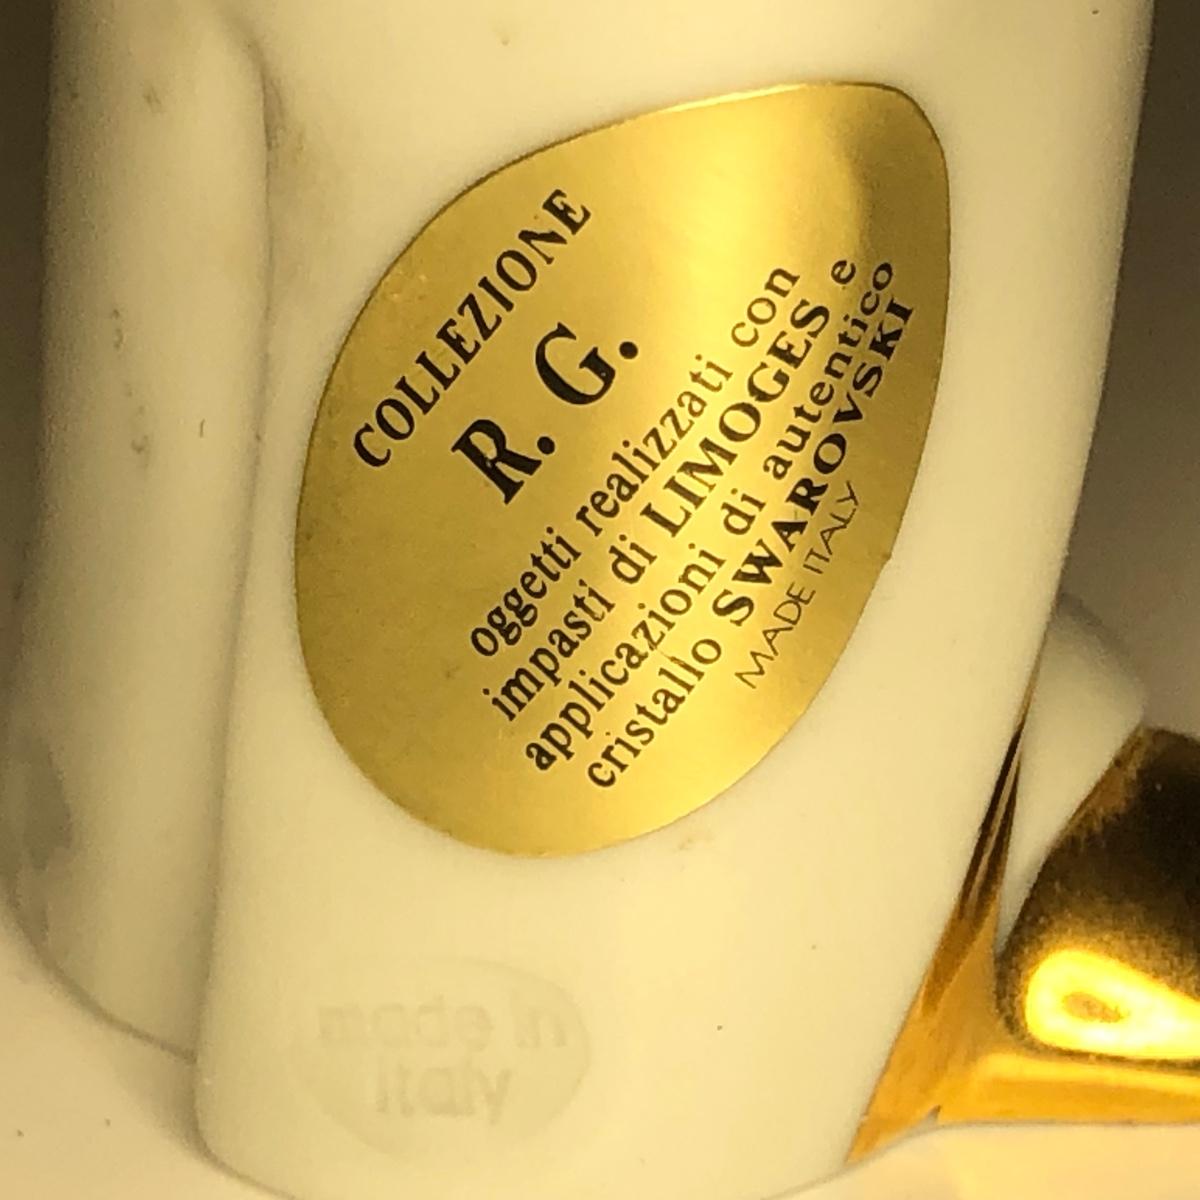 COLLEZIONE
R. G.
oggetti realizzati con
impasti di LIMOGES e
applicazioni di autentico
cristallo SWAROVSKI
MADE ITALY
made in
italy